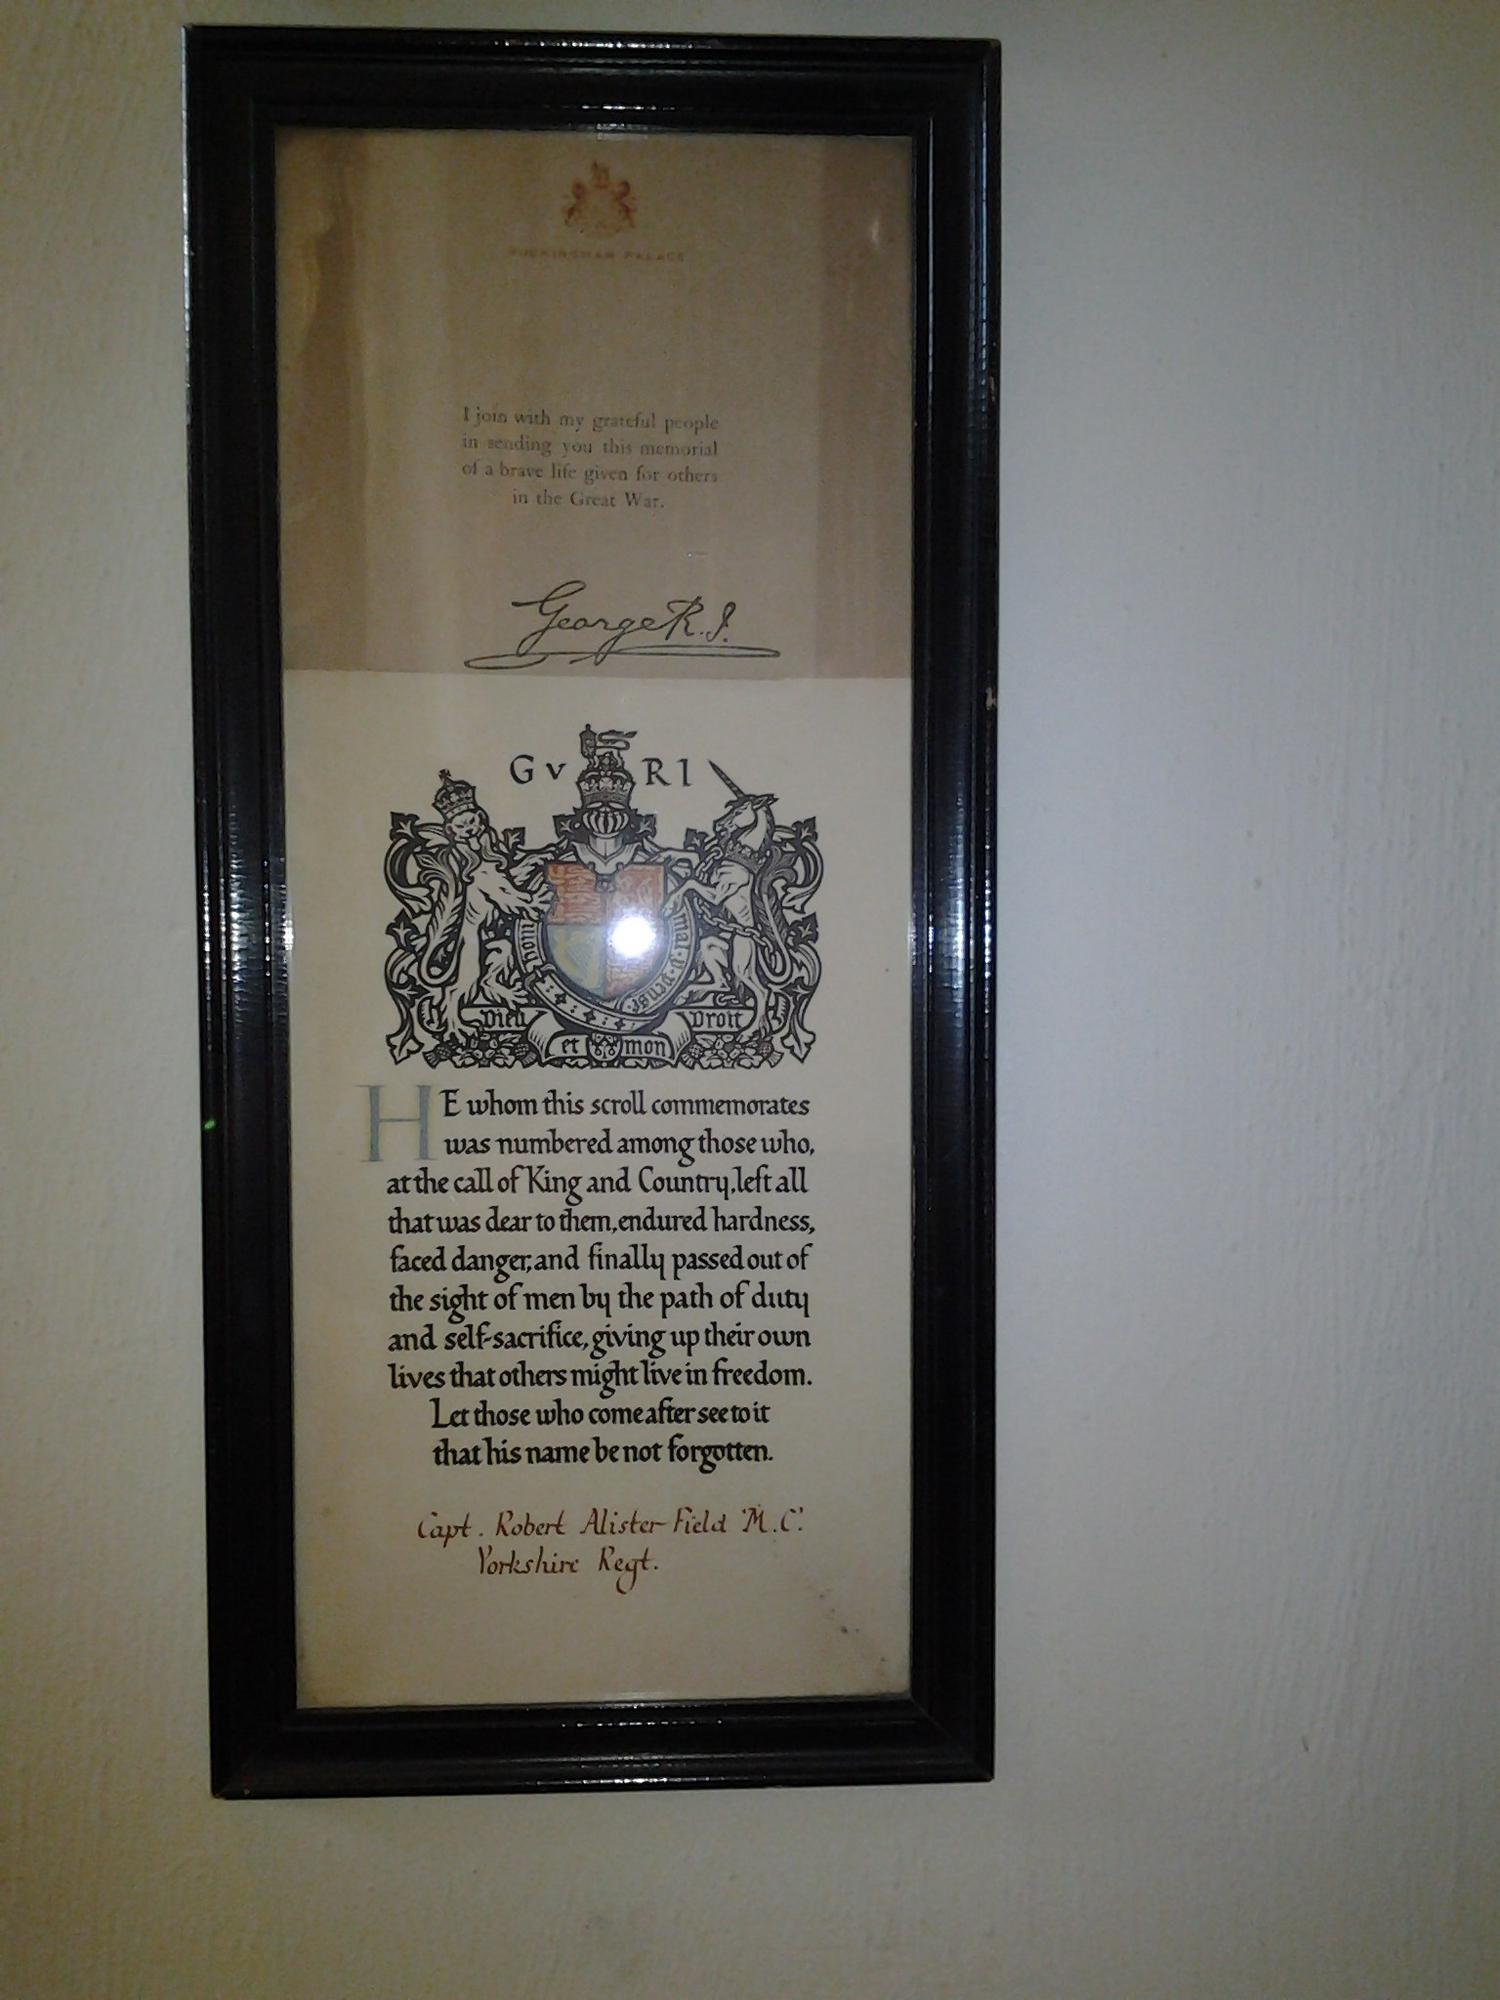 BUCKINGHAM PALACE
I join with my grateful people
in sending you this memorial
of a brave life given for others
in the Great War.
George R.I.
G V R I
honi mal·y·pense
Dieu et mon Droit
HE whom this scroll commemorates
was numbered among those who,
at the call of King and Country, left all
that was dear to them, endured hardness,
faced danger, and finally passed out of
the sight of men by the path of duty
and self-sacrifice, giving up their own
lives that others might live in freedom.
Let those who come after see to it
that his name be not forgotten.
Capt. Robert Alister Field M.C.
Yorkshire Regt.